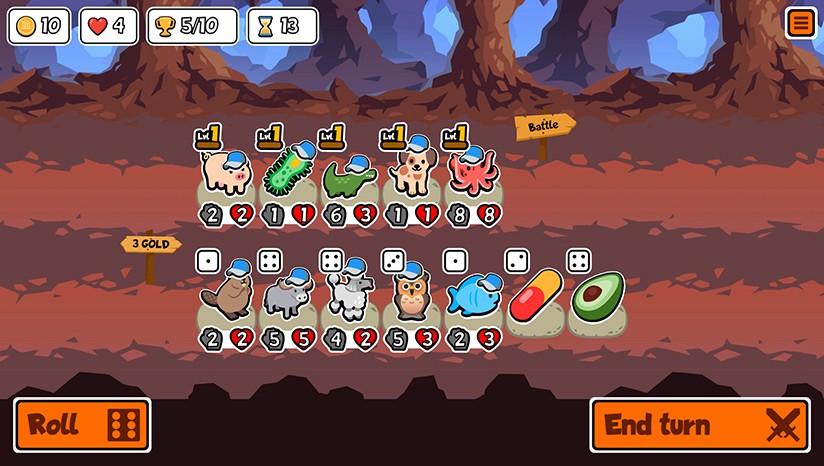 10 4 5/10 13
Lvl 1 Lvl 1 Lvl 1 Lvl 1 Lvl 1
Battle
2 2 1 1 6 3 1 1 8 8
3 GOLD
2 2 5 5 4 2 5 3 2 3
Roll
End turn